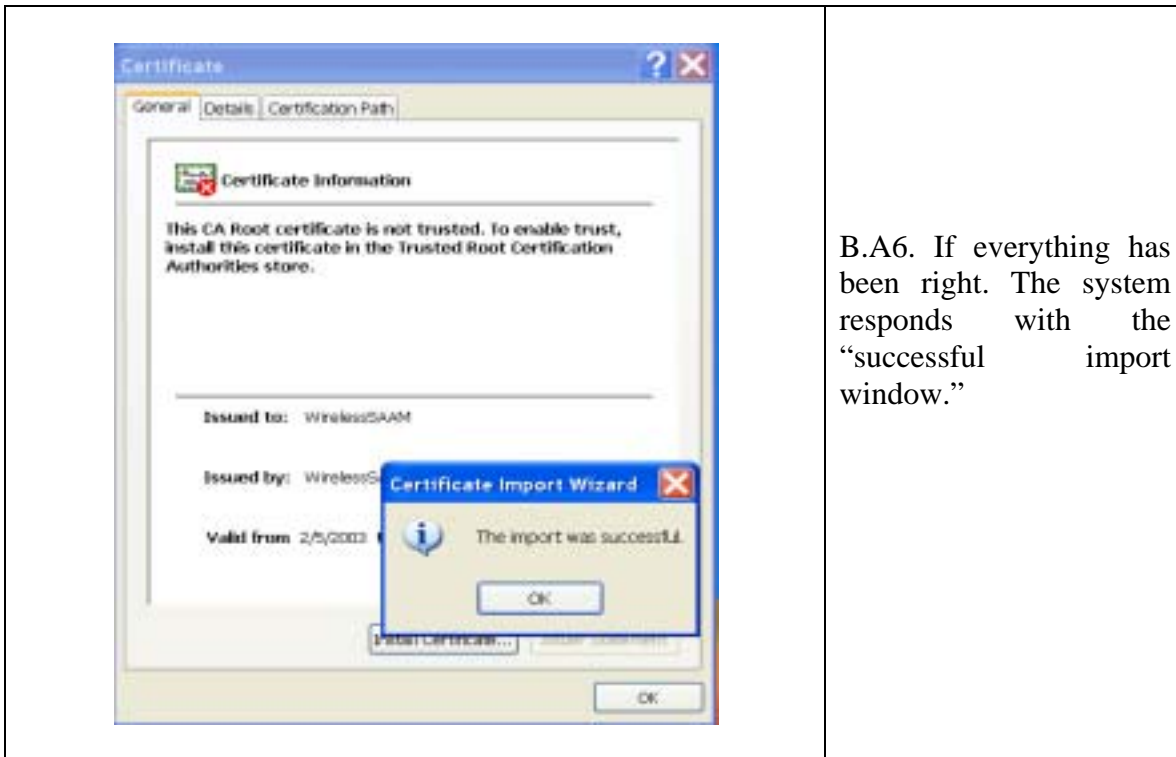 Certificate
General Details Certification Path
Certificate Information
This CA Root certificate is not trusted. To enable trust,
install this certificate in the Trusted Root Certification
Authorities store.
Issued to: WirelessSAAM
Issued by:
Valid from 2/5/2003
Certificate Import Wizard
The import was successful.
OK
Install Certificate...
OK
B.A6. If everything has
been right. The system
responds with the
“successful import
window.”